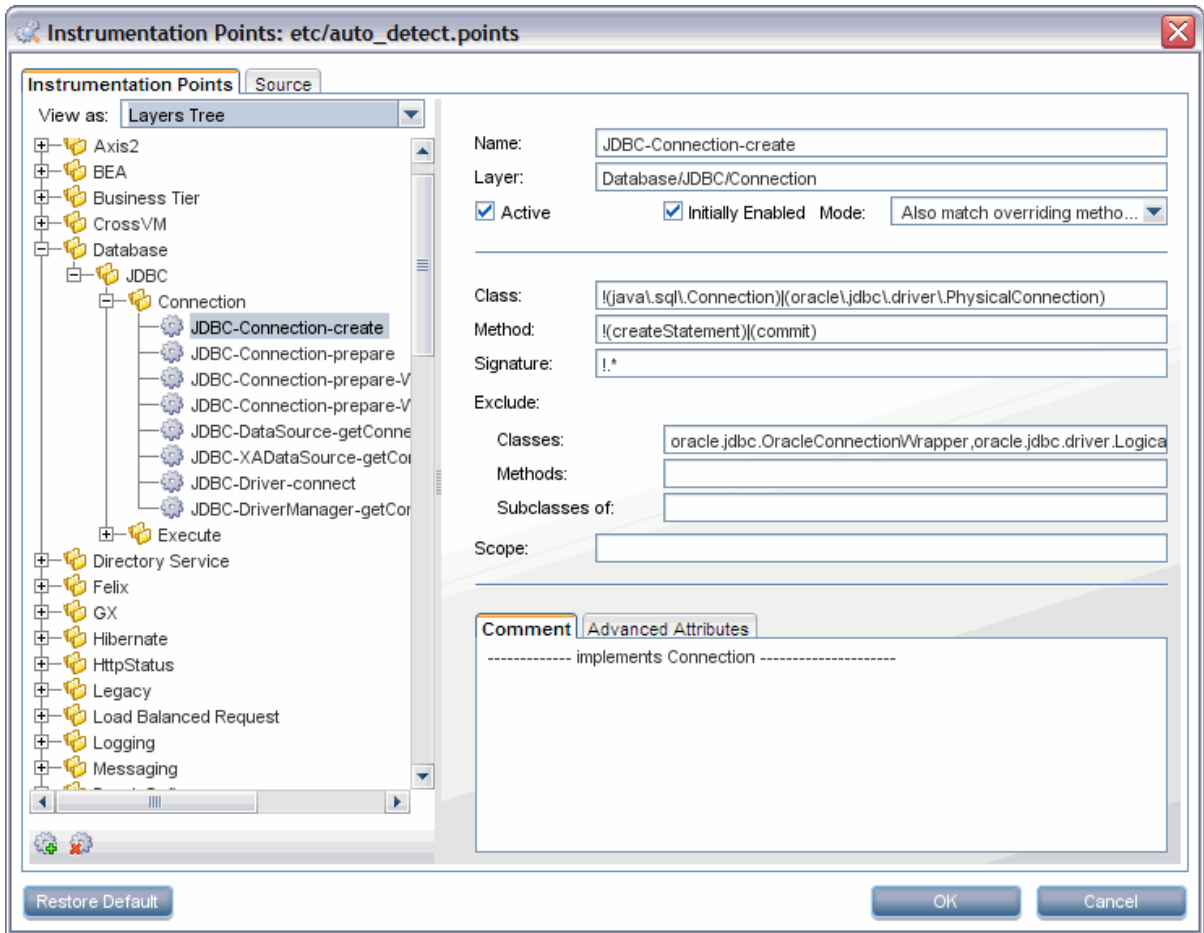 Instrumentation Points: etc/auto_detect.points
Instrumentation Points Source
View as: Layers Tree
Axis2
BEA
Business Tier
CrossVM
Database
JDBC
Connection
JDBC-Connection-create
JDBC-Connection-prepare
JDBC-Connection-prepare-V
JDBC-Connection-prepare-V
JDBC-DataSource-getConne
JDBC-XADataSource-getCo
JDBC-Driver-connect
JDBC-DriverManager-getCo
Execute
Directory Service
Felix
GX
Hibernate
HttpStatus
Legacy
Load Balanced Request
Logging
Messaging
Name: JDBC-Connection-create
Layer: Database/JDBC/Connection
Active Initially Enabled Mode: Also match overriding metho...
Class: !(java\.sql\.Connection)|(oracle\.jdbc\.driver\.PhysicalConnection)
Method: !(createStatement)|(commit)
Signature: !.*
Exclude:
Classes: oracle.jdbc.OracleConnectionWrapper,oracle.jdbc.driver.Logica
Methods:
Subclasses of:
Scope:
Comment Advanced Attributes
------------- implements Connection ---------------------
Restore Default OK Cancel